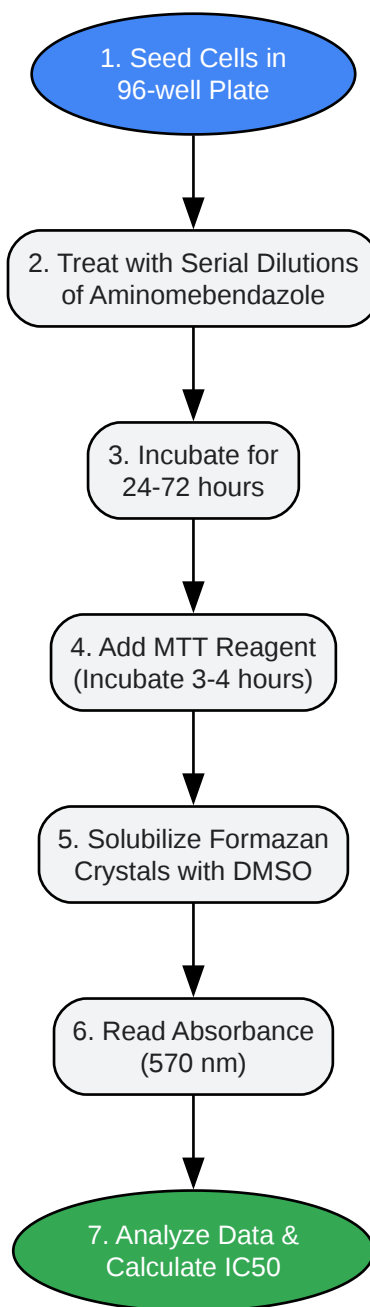 1. Seed Cells in
96-well Plate
2. Treat with Serial Dilutions
of Aminomebendazole
3. Incubate for
24-72 hours
4. Add MTT Reagent
(Incubate 3-4 hours)
5. Solubilize Formazan
Crystals with DMSO
6. Read Absorbance
(570 nm)
7. Analyze Data &
Calculate IC50